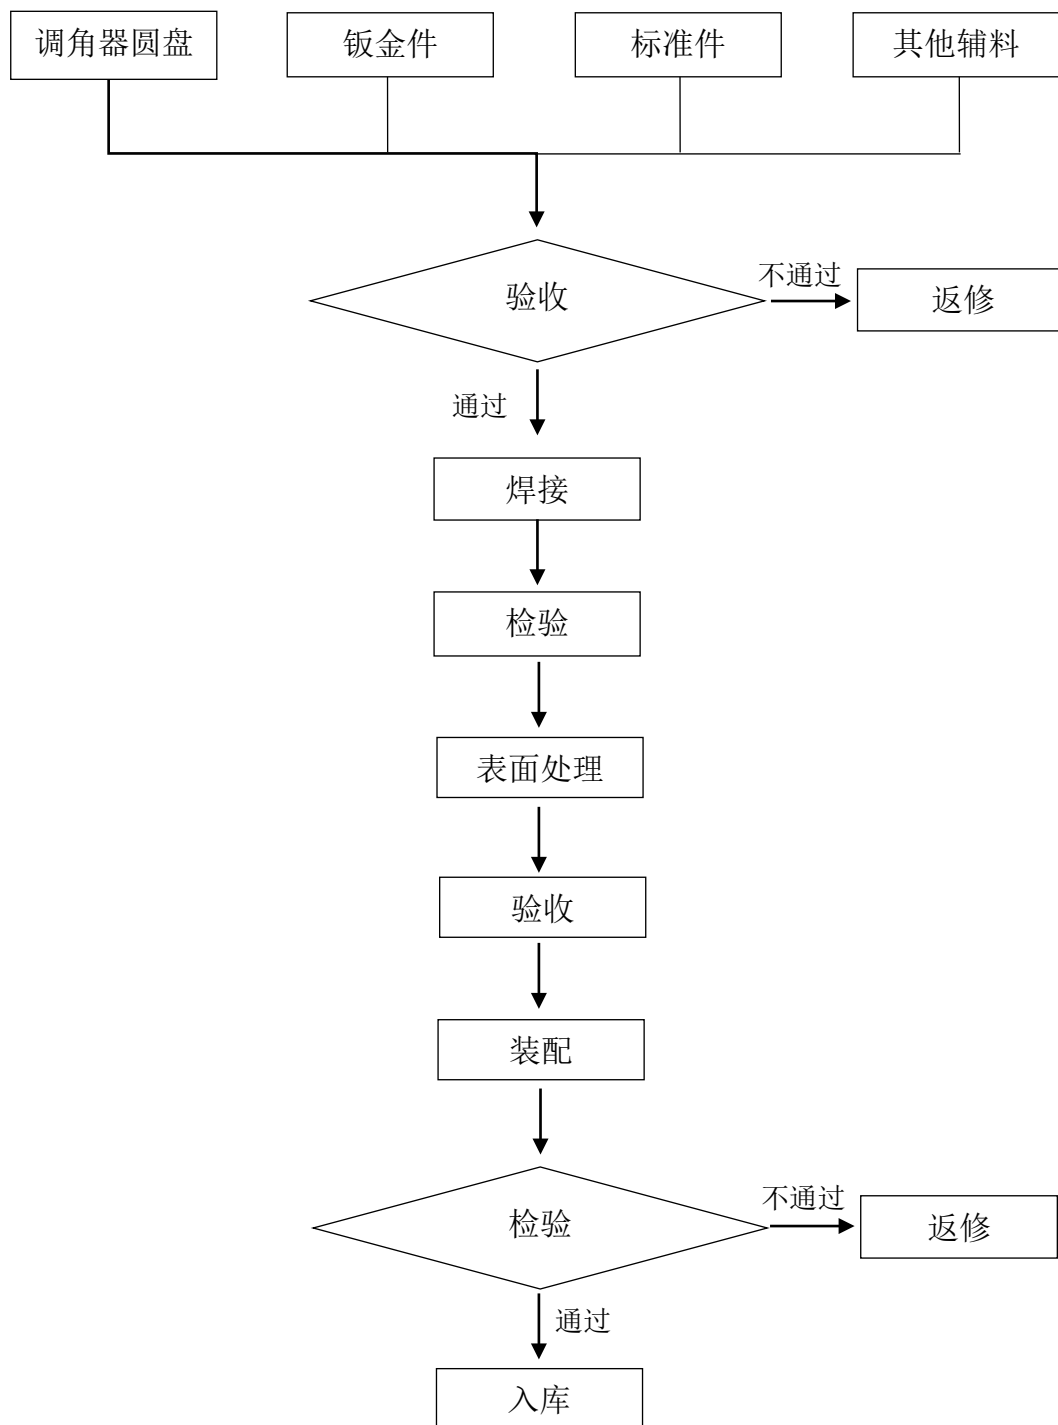 调角器圆盘
钣金件
标准件
其他辅料
验收
不通过
返修
通过
焊接
检验
表面处理
验收
装配
检验
不通过
返修
通过
入库